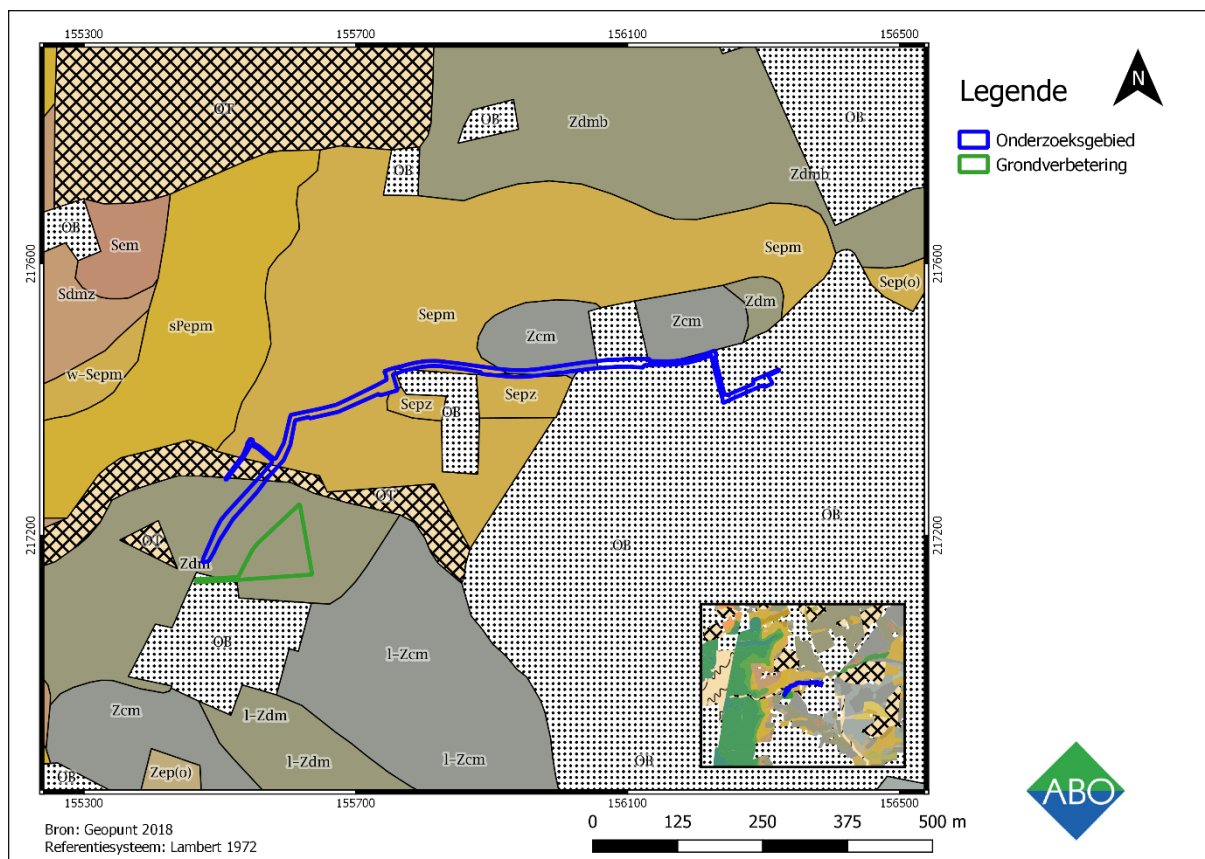 155300 155700 156100 156500
Legende
N
Onderzoeksgebied
Grondverbetering
OT
OB
Zdmb
OB
OB
Zdmb
OB
Sem
Sepm
217600
217600
Sep(o)
Sdmz
Zdm
sPepm
Sepm
Zcm
Zcm
w-Sepm
Sepz
Sepz
OB
OT
OB
OB
217200
217200
OT
OB
Zdm
OB
l-Zcm
Zcm
l-Zdm
l-Zdm
l-Zcm
OB
Zep(o)
OB
155300 155700 156100 156500
ABO
Bron: Geopunt 2018
Referentiesysteem: Lambert 1972
0 125 250 375 500 m